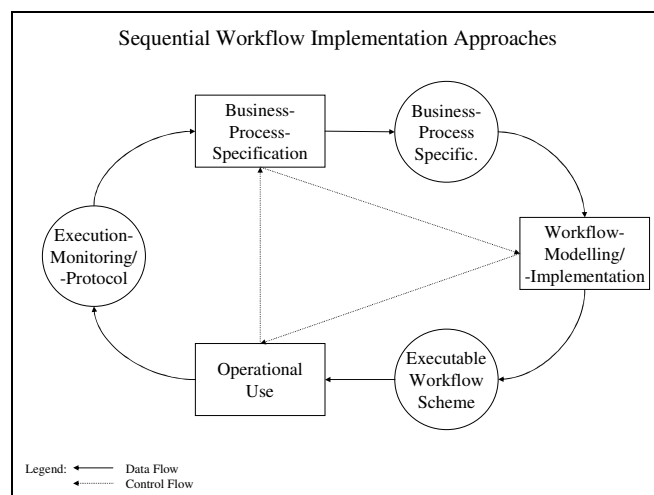 Sequential Workflow Implementation Approaches
Business-
Process-
Specification
Business-
Process
Specific.
Execution-
Monitoring/
-Protocol
Workflow-
Modelling/
-Implementation
Operational
Use
Executable
Workflow
Scheme
Legend:
Data Flow
Control Flow